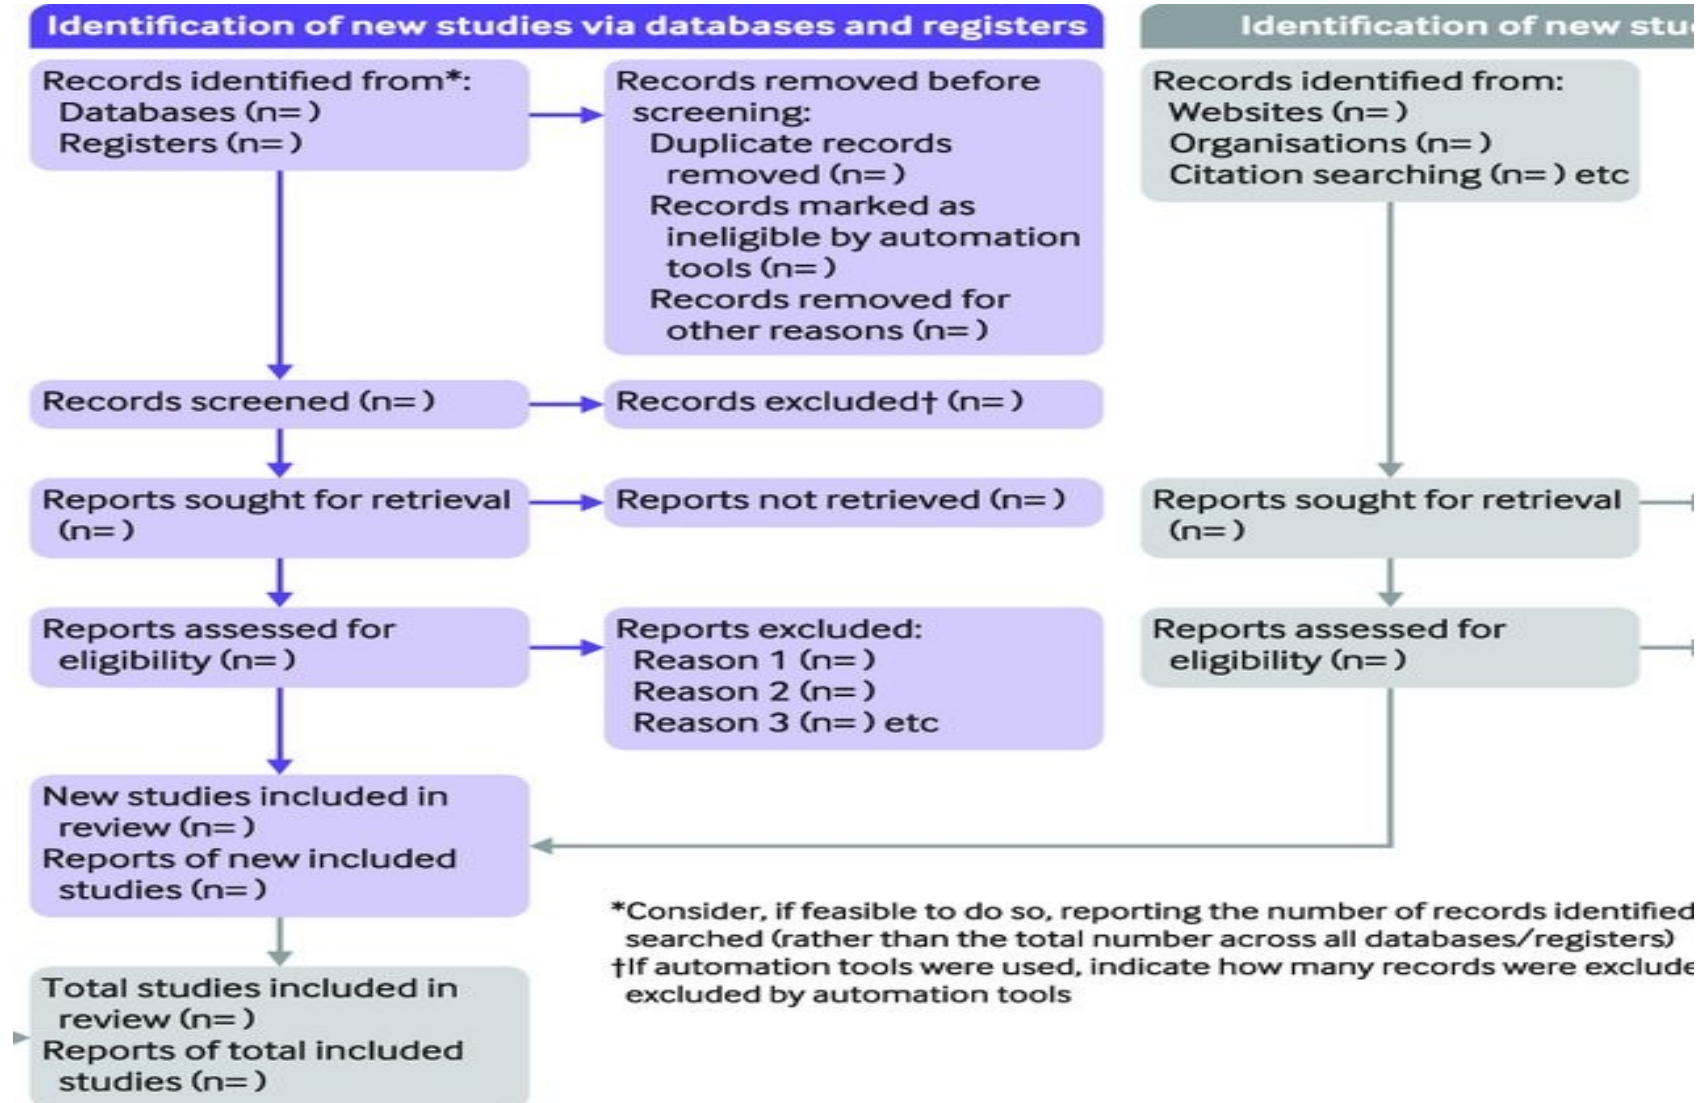 Identification of new studies via databases and registers
Records identified from*:
Databases (n= )
Registers (n= )
Records removed before
screening:
Duplicate records
removed (n= )
Records marked as
ineligible by automation
tools (n= )
Records removed for
other reasons (n= )
Records screened (n= )
Records excluded† (n= )
Reports sought for retrieval
(n= )
Reports not retrieved (n= )
Reports assessed for
eligibility (n= )
Reports excluded:
Reason 1 (n= )
Reason 2 (n= )
Reason 3 (n= ) etc
New studies included in
review (n= )
Reports of new included
studies (n= )
Total studies included in
review (n= )
Reports of total included
studies (n= )
Identification of new
Records identified from:
Websites (n= )
Organisations (n= )
Citation searching (n= ) etc
Reports sought for retrieval
(n= )
Reports assessed for
eligibility (n= )
*Consider, if feasible to do so, reporting the number of records identified
searched (rather than the total number across all databases/registers)
†If automation tools were used, indicate how many records were
excluded by automation tools